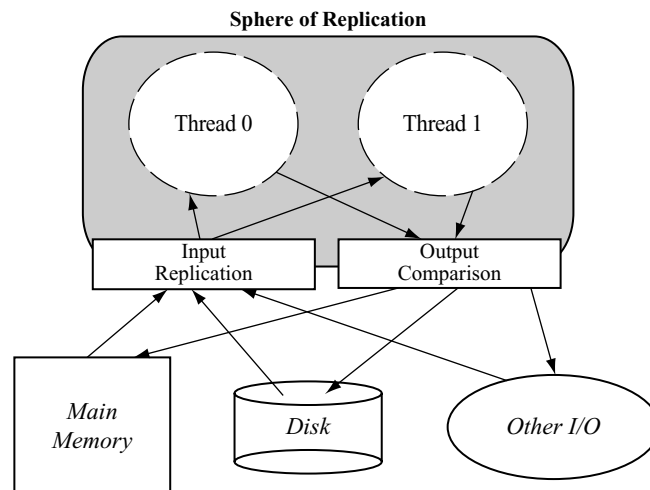 Sphere of Replication
Thread 0
Thread 1
Input
Replication
Output
Comparison
Main
Memory
Disk
Other I/O